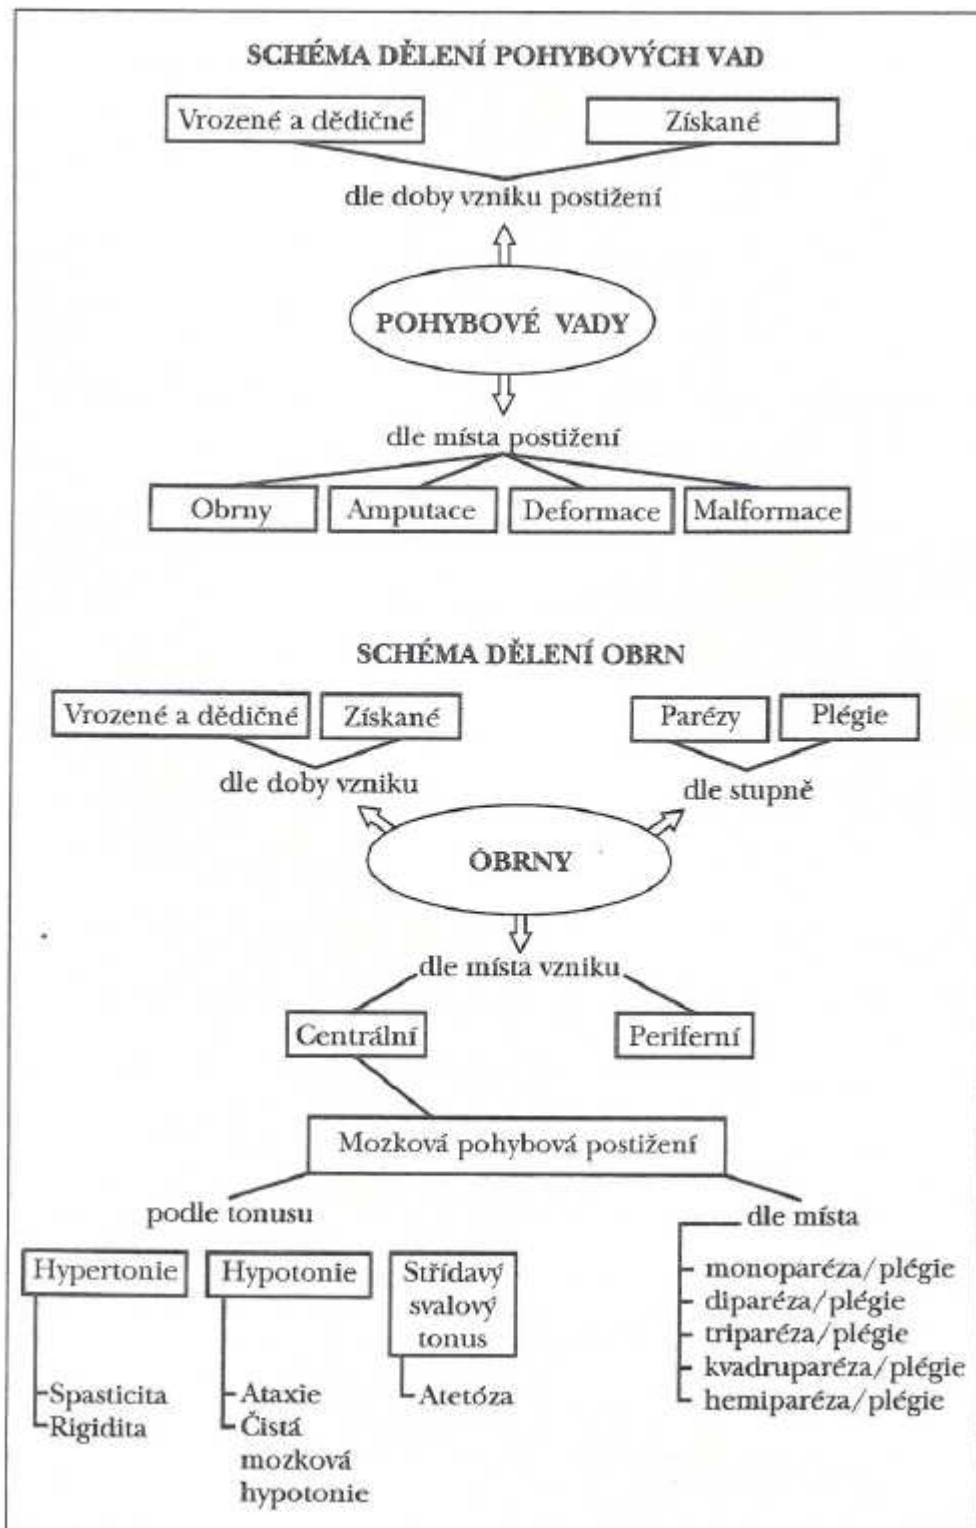 SCHÉMA DĚLENÍ POHYBOVÝCH VAD
Vrozené a dědičné
Získané
dle doby vzniku postižení
POHYBOVÉ VADY
dle místa postižení
Obrny
Amputace
Deformace
Malformace
SCHÉMA DĚLENÍ OBRN
Vrozené a dědičné
Získané
Parézy
Plégie
dle doby vzniku
dle stupně
OBRNY
dle místa vzniku
Centrální
Periferní
Mozková pohybová postižení
podle tonusu
dle místa
Hypertonie
Spasticita
Rigidita
Hypotonie
Ataxie
Čistá
mozková
hypotonie
Střídavý
svalový
tonus
Atetóza
monoparéza/plégie
diparéza/plégie
triparéza/plégie
kvadruparéza/plégie
hemiparéza/plégie